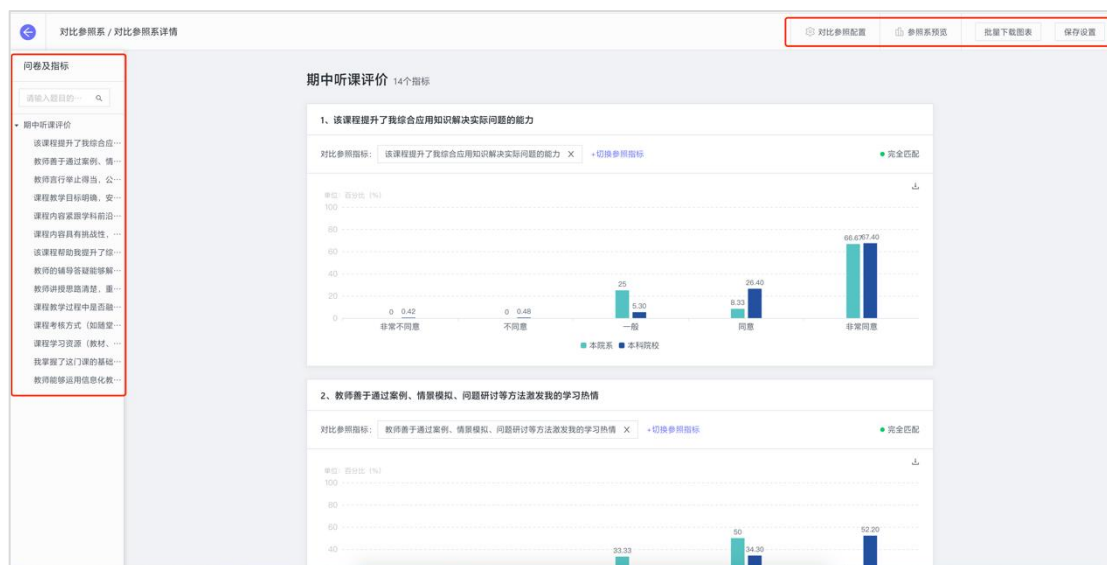 对比参照系 / 对比参照系详情
对比参照配置 参照系预览 批量下载图表 保存设置
问卷及指标
请输入题目的…
期中听课评价
该课程提升了我综合应…
教师善于通过案例、情…
教师言行举止得当，公…
课程教学目标明确，安…
课程内容紧跟学科前沿…
课程内容具有挑战性，…
该课程帮助我提升了综…
教师的辅导答疑能够解…
教师讲授思路清楚，重…
课程教学过程中是否融…
课程考核方式（如随堂…
课程学习资源（教材、…
我掌握了这门课的基础…
教师能够运用信息化教…
期中听课评价 14个指标
1、该课程提升了我综合应用知识解决实际问题的能力
对比参照指标： 该课程提升了我综合应用知识解决实际问题的能力 X +切换参照指标 完全匹配
单位：百分比（%）
100
80
60
40
20
0
0 0.42 0 0.48 25 5.30 8.33 26.40 66.67 67.40
非常不同意 不同意 一般 同意 非常同意
本院系 本科院校
2、教师善于通过案例、情景模拟、问题研讨等方法激发我的学习热情
对比参照指标： 教师善于通过案例、情景模拟、问题研讨等方法激发我的学习热情 X +切换参照指标 完全匹配
单位：百分比（%）
100
80
60
40
33.33 50 34.30 52.20